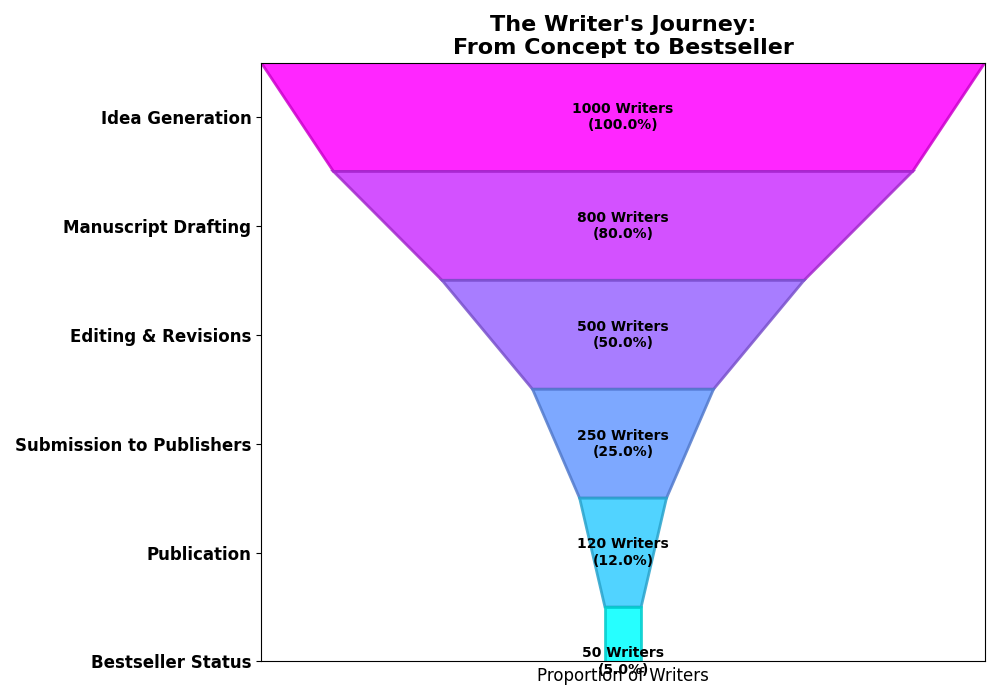 The Writer's Journey:
From Concept to Bestseller
Idea Generation
1000 Writers
(100.0%)
Manuscript Drafting
800 Writers
(80.0%)
Editing & Revisions
500 Writers
(50.0%)
Submission to Publishers
250 Writers
(25.0%)
Publication
120 Writers
(12.0%)
Bestseller Status
50 Writers
(5.0%)
Proportion of Writers